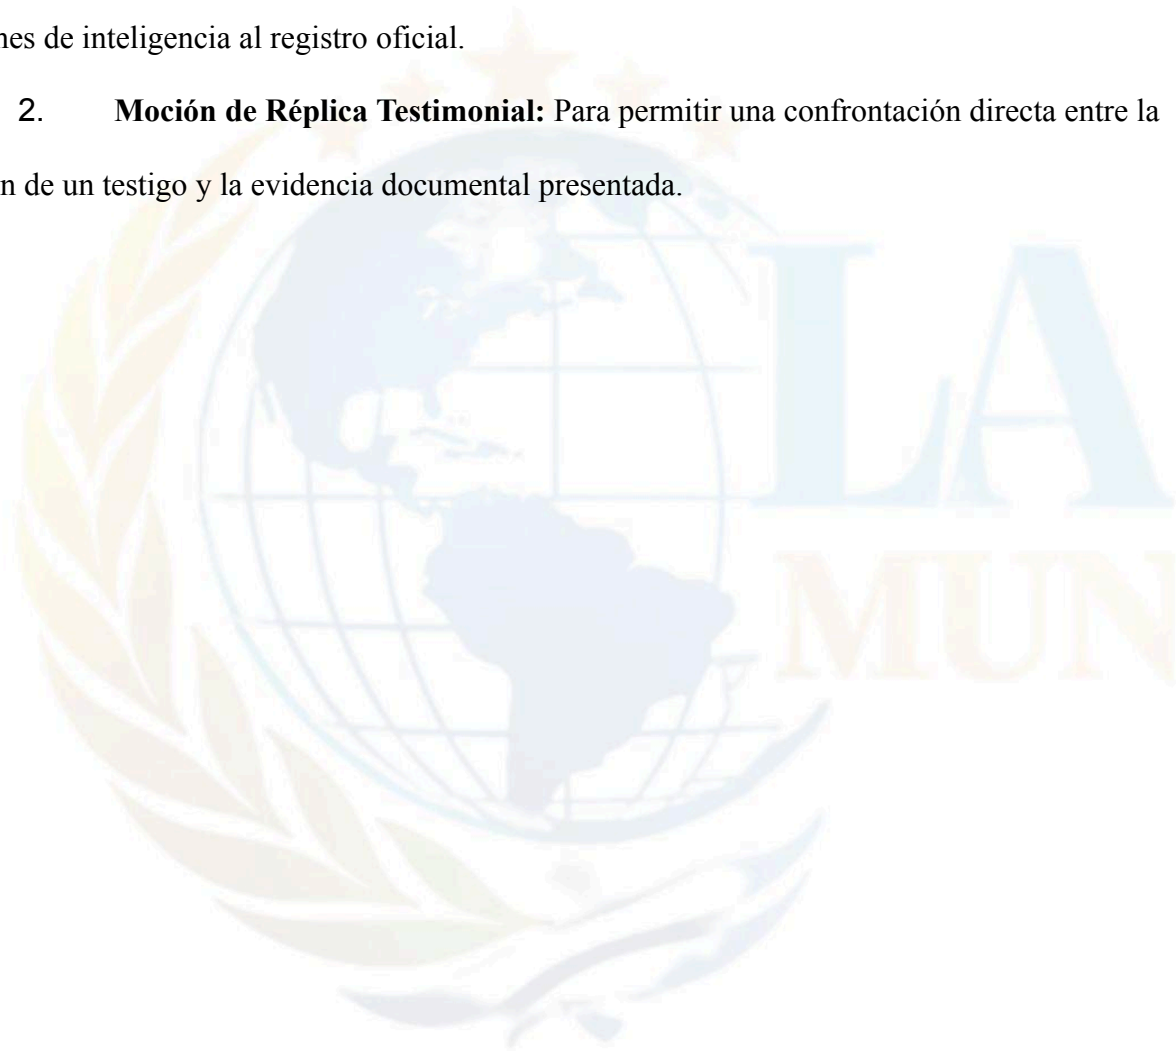 nes de inteligencia al registro oficial.
2. Moción de Réplica Testimonial: Para permitir una confrontación directa entre la
n de un testigo y la evidencia documental presentada.
LA
MUN